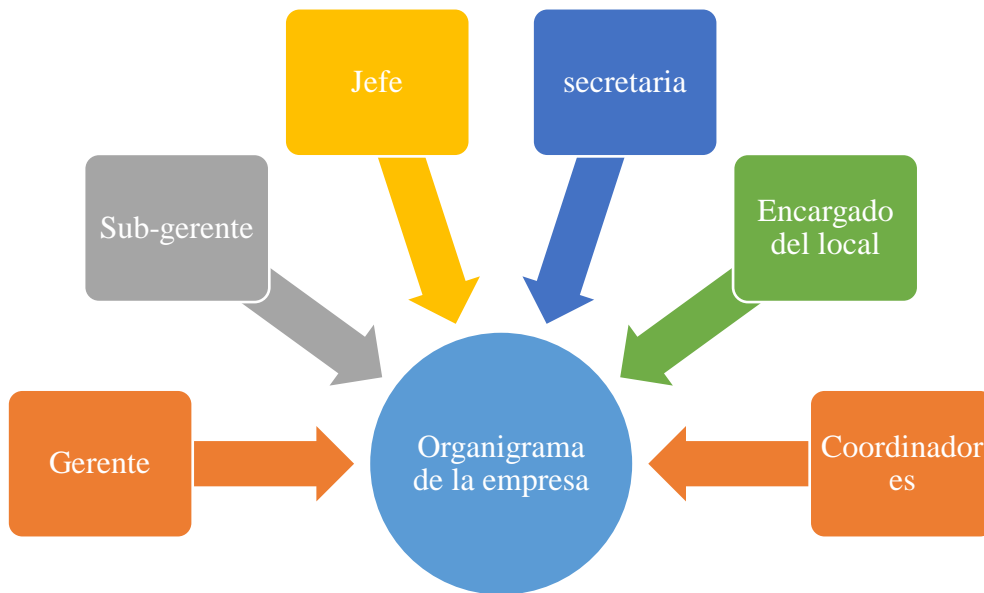 Jefe
secretaria
Sub-gerente
Encargado
del local
Gerente
Organigrama
de la empresa
Coordinador
es